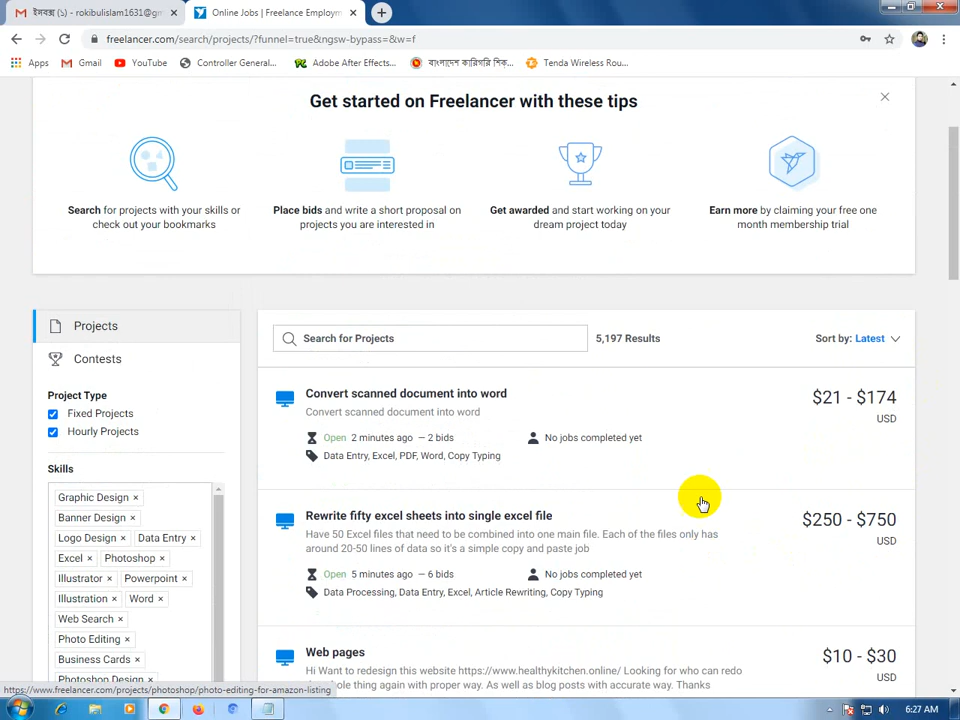 ইনবক্স (১) - rokibulislam1631@gm
Online Jobs | Freelance Employm
freelancer.com/search/projects/?funnel=true&ngsw-bypass=&w=f
Apps
Gmail
YouTube
Controller General...
Adobe After Effects...
বাংলাদেশ কারিগরি শিক...
Tenda Wireless Rou...
Get started on Freelancer with these tips
Search for projects with your skills or
check out your bookmarks
Place bids and write a short proposal on
projects you are interested in
Get awarded and start working on your
dream project today
Earn more by claiming your free one
month membership trial
Projects
Contests
Project Type
Fixed Projects
Hourly Projects
Skills
Graphic Design ×
Banner Design ×
Logo Design × Data Entry ×
Excel × Photoshop ×
Illustrator × Powerpoint ×
Illustration × Word ×
Web Search ×
Photo Editing ×
Business Cards ×
Photoshop Design ×
Search for Projects
5,197 Results
Sort by: Latest
Convert scanned document into word
$21 - $174
USD
Convert scanned document into word
Open 2 minutes ago — 2 bids
No jobs completed yet
Data Entry, Excel, PDF, Word, Copy Typing
Rewrite fifty excel sheets into single excel file
$250 - $750
USD
Have 50 Excel files that need to be combined into one main file. Each of the files only has
around 20-50 lines of data so it's a simple copy and paste job
Open 5 minutes ago — 6 bids
No jobs completed yet
Data Processing, Data Entry, Excel, Article Rewriting, Copy Typing
Web pages
$10 - $30
USD
Hi Want to redesign this website https://www.healthykitchen.online/ Looking for who can redo
hole thing again with proper way. As well as blog posts with accurate way. Thanks
https://www.freelancer.com/projects/photoshop/photo-editing-for-amazon-listing
6:27 AM